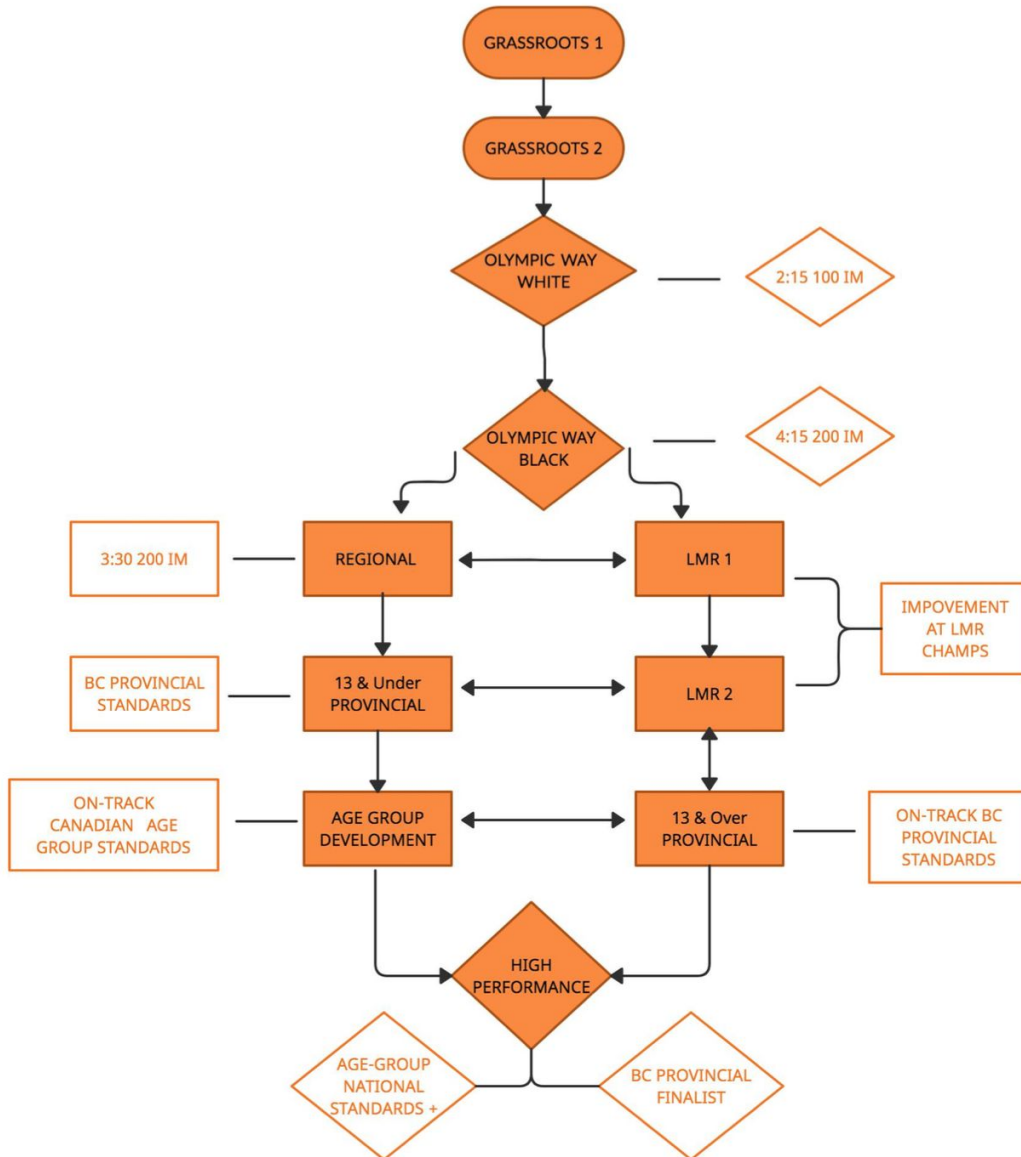 GRASSROOTS 1
GRASSROOTS 2
OLYMPIC WAY
WHITE
2:15 100 IM
OLYMPIC WAY
BLACK
4:15 200 IM
3:30 200 IM
REGIONAL
LMR 1
IMPOVEMENT
AT LMR
CHAMPS
BC PROVINCIAL
STANDARDS
13 & Under
PROVINCIAL
LMR 2
ON-TRACK
CANADIAN AGE
GROUP STANDARDS
AGE GROUP
DEVELOPMENT
13 & Over
PROVINCIAL
ON-TRACK BC
PROVINCIAL
STANDARDS
HIGH
PERFORMANCE
AGE-GROUP
NATIONAL
STANDARDS +
BC PROVINCIAL
FINALIST